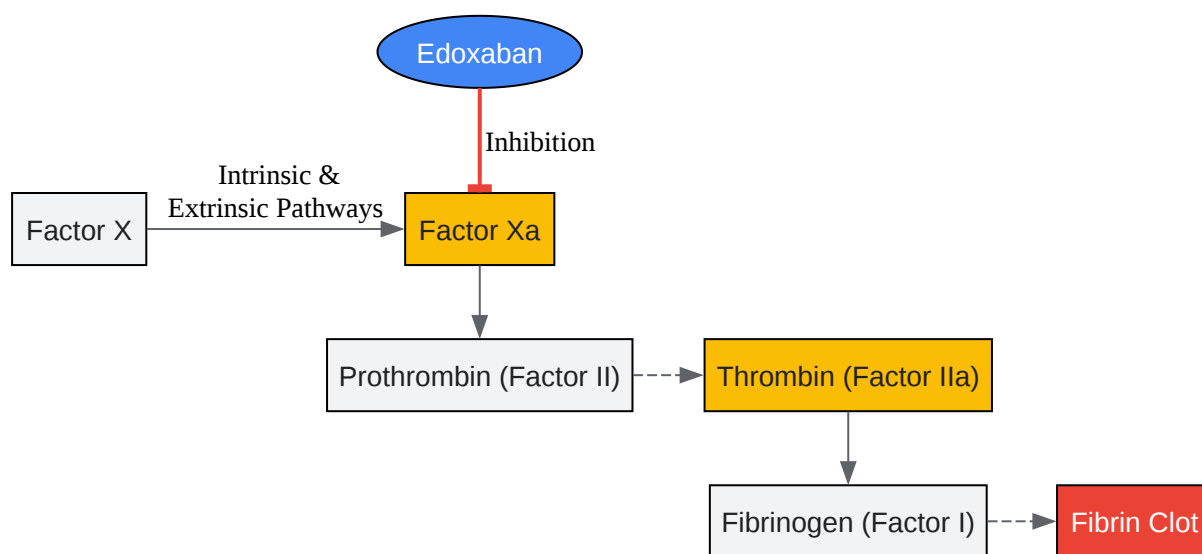 Edoxaban
Inhibition
Intrinsic &
Extrinsic Pathways
Factor X
Factor Xa
Prothrombin (Factor II)
Thrombin (Factor IIa)
Fibrinogen (Factor I)
Fibrin Clot